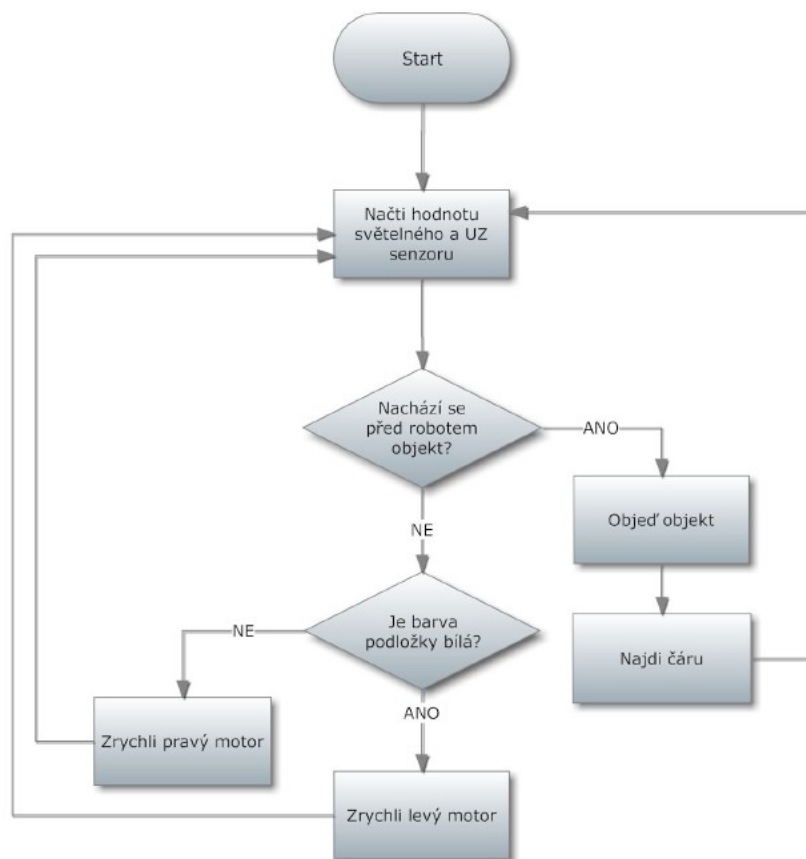 Start
Načti hodnotu
světelného a UZ
senzoru
Nachází se
před robotem
objekt?
ANO
Objeď objekt
NE
Je barva
podložky bílá?
NE
Najdi čáru
Zrychli pravý motor
ANO
Zrychli levý motor